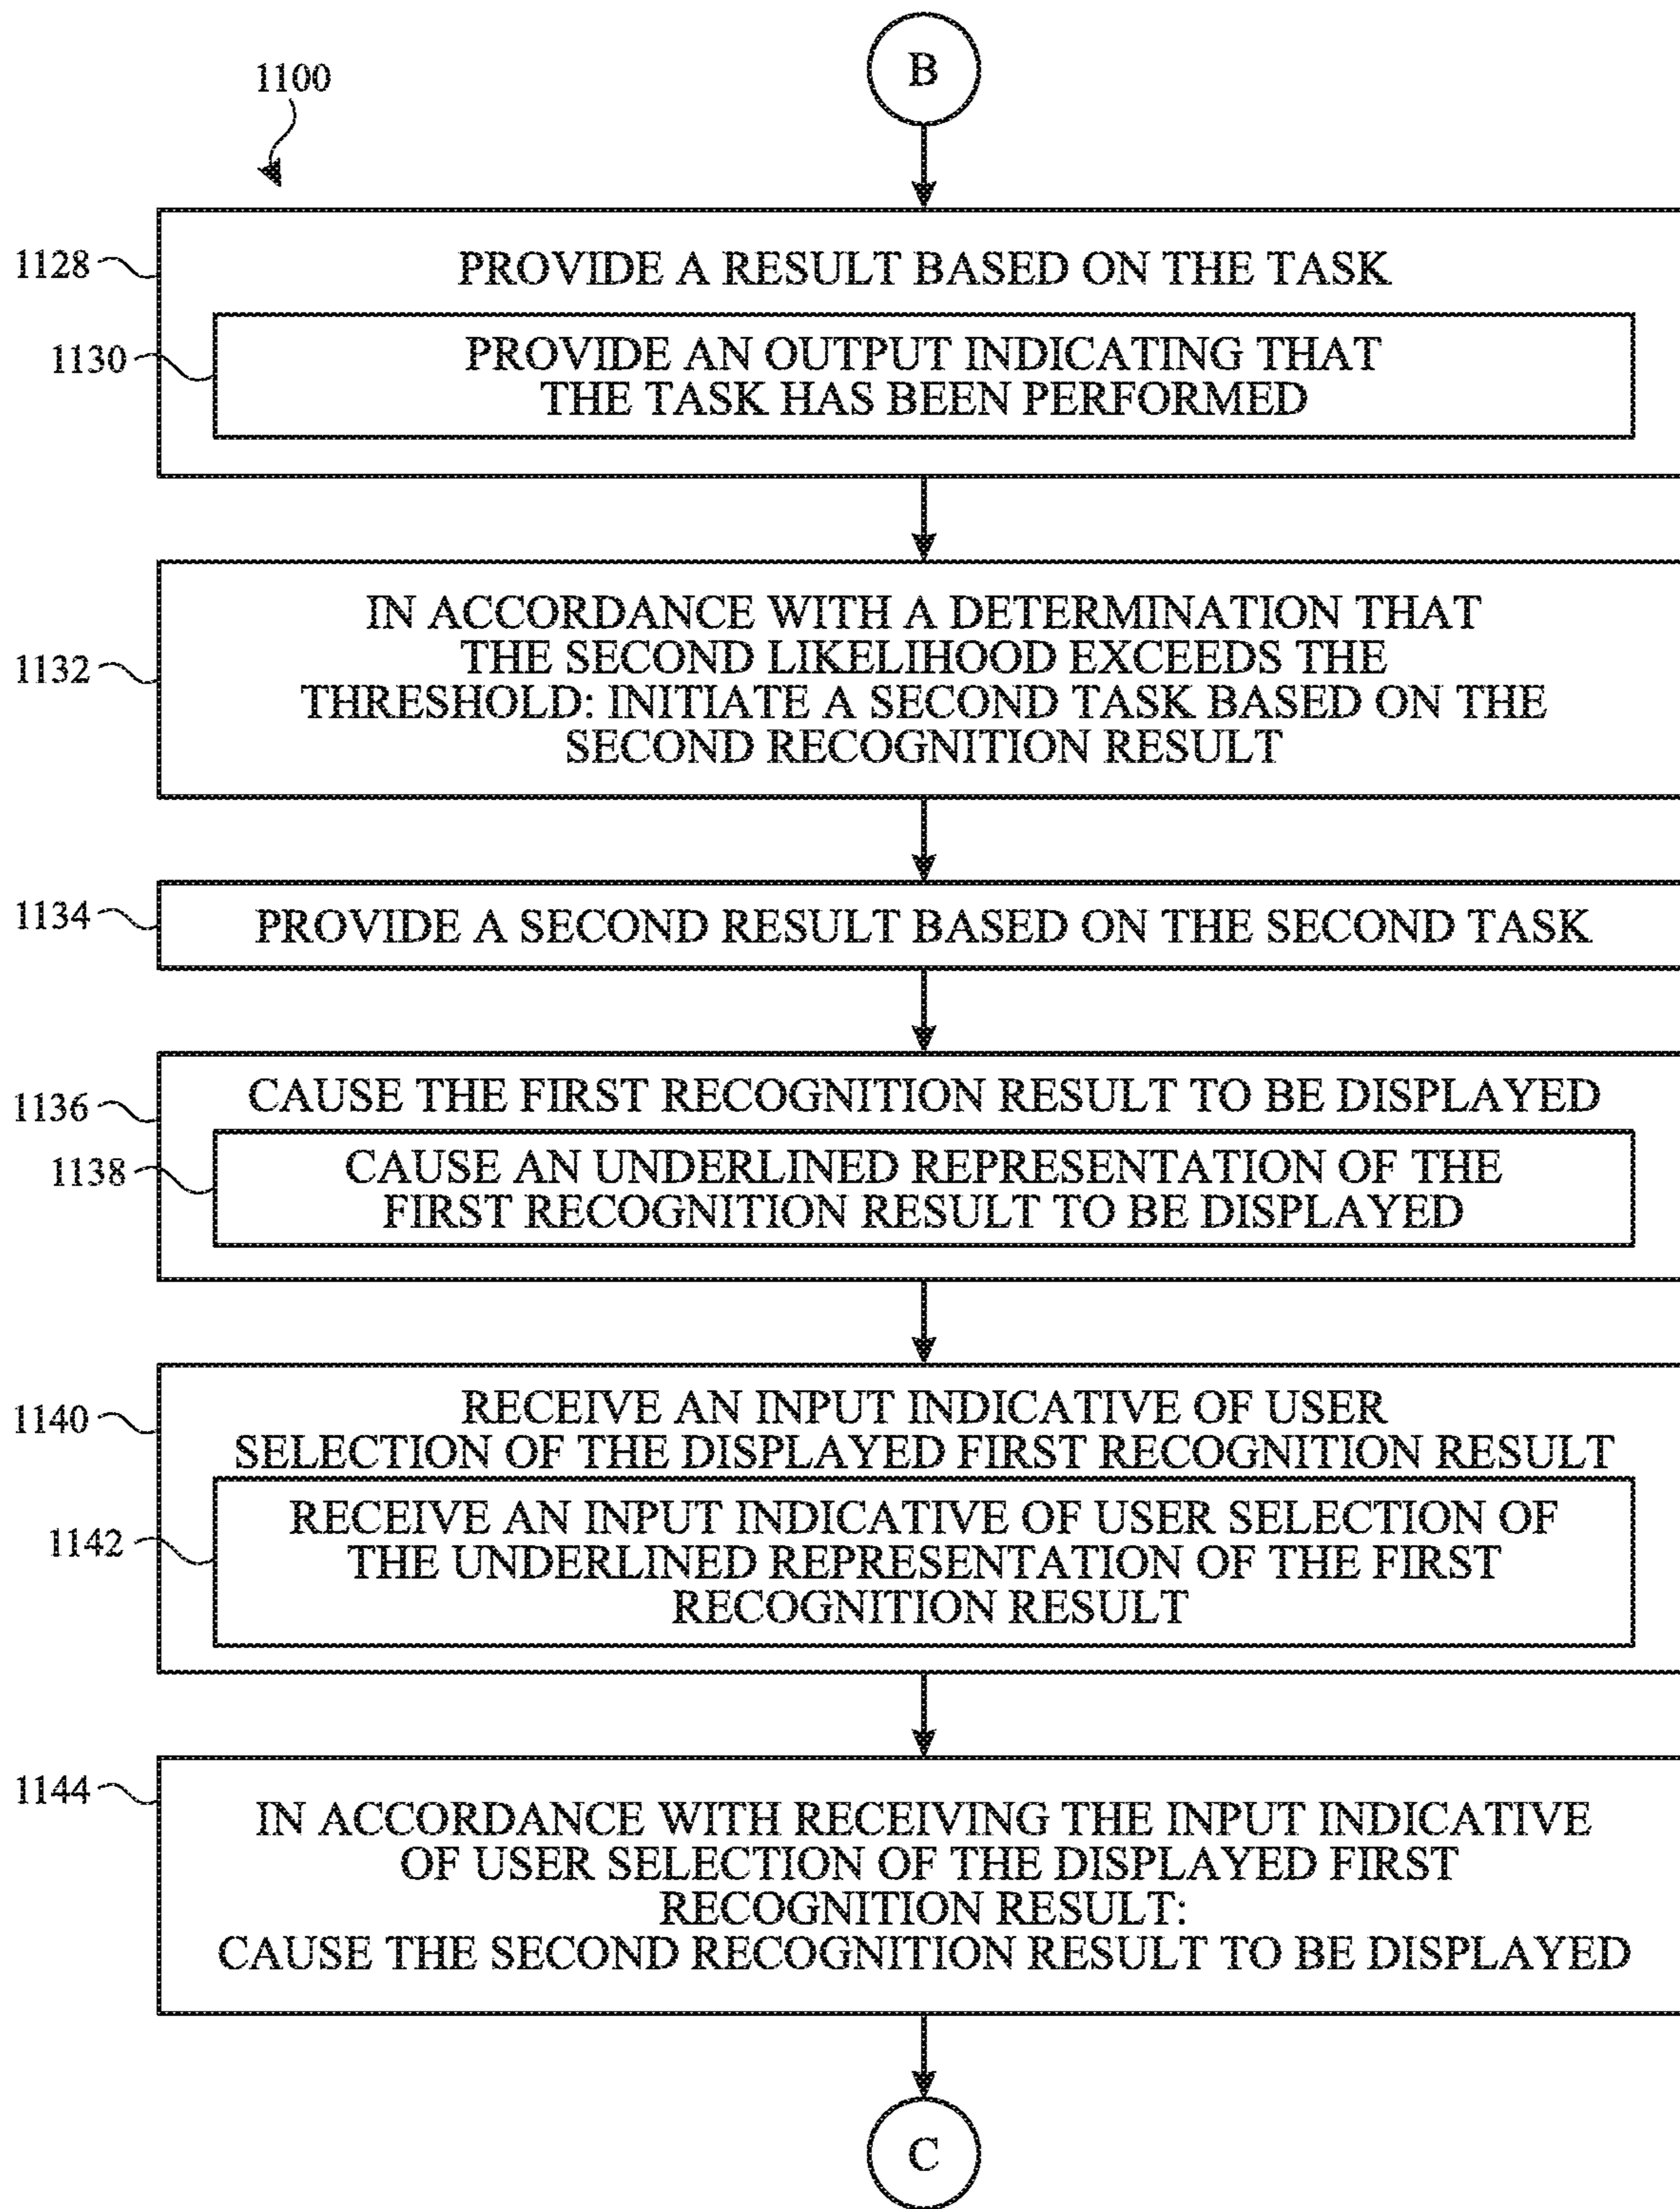 B
1100
1128
PROVIDE A RESULT BASED ON THE TASK
1130
PROVIDE AN OUTPUT INDICATING THAT
THE TASK HAS BEEN PERFORMED
1132
IN ACCORDANCE WITH A DETERMINATION THAT
THE SECOND LIKELIHOOD EXCEEDS THE
THRESHOLD: INITIATE A SECOND TASK BASED ON THE
SECOND RECOGNITION RESULT
1134
PROVIDE A SECOND RESULT BASED ON THE SECOND TASK
1136
CAUSE THE FIRST RECOGNITION RESULT TO BE DISPLAYED
1138
CAUSE AN UNDERLINED REPRESENTATION OF THE
FIRST RECOGNITION RESULT TO BE DISPLAYED
1140
RECEIVE AN INPUT INDICATIVE OF USER
SELECTION OF THE DISPLAYED FIRST RECOGNITION RESULT
1142
RECEIVE AN INPUT INDICATIVE OF USER SELECTION OF
THE UNDERLINED REPRESENTATION OF THE FIRST
RECOGNITION RESULT
1144
IN ACCORDANCE WITH RECEIVING THE INPUT INDICATIVE
OF USER SELECTION OF THE DISPLAYED FIRST
RECOGNITION RESULT:
CAUSE THE SECOND RECOGNITION RESULT TO BE DISPLAYED
C